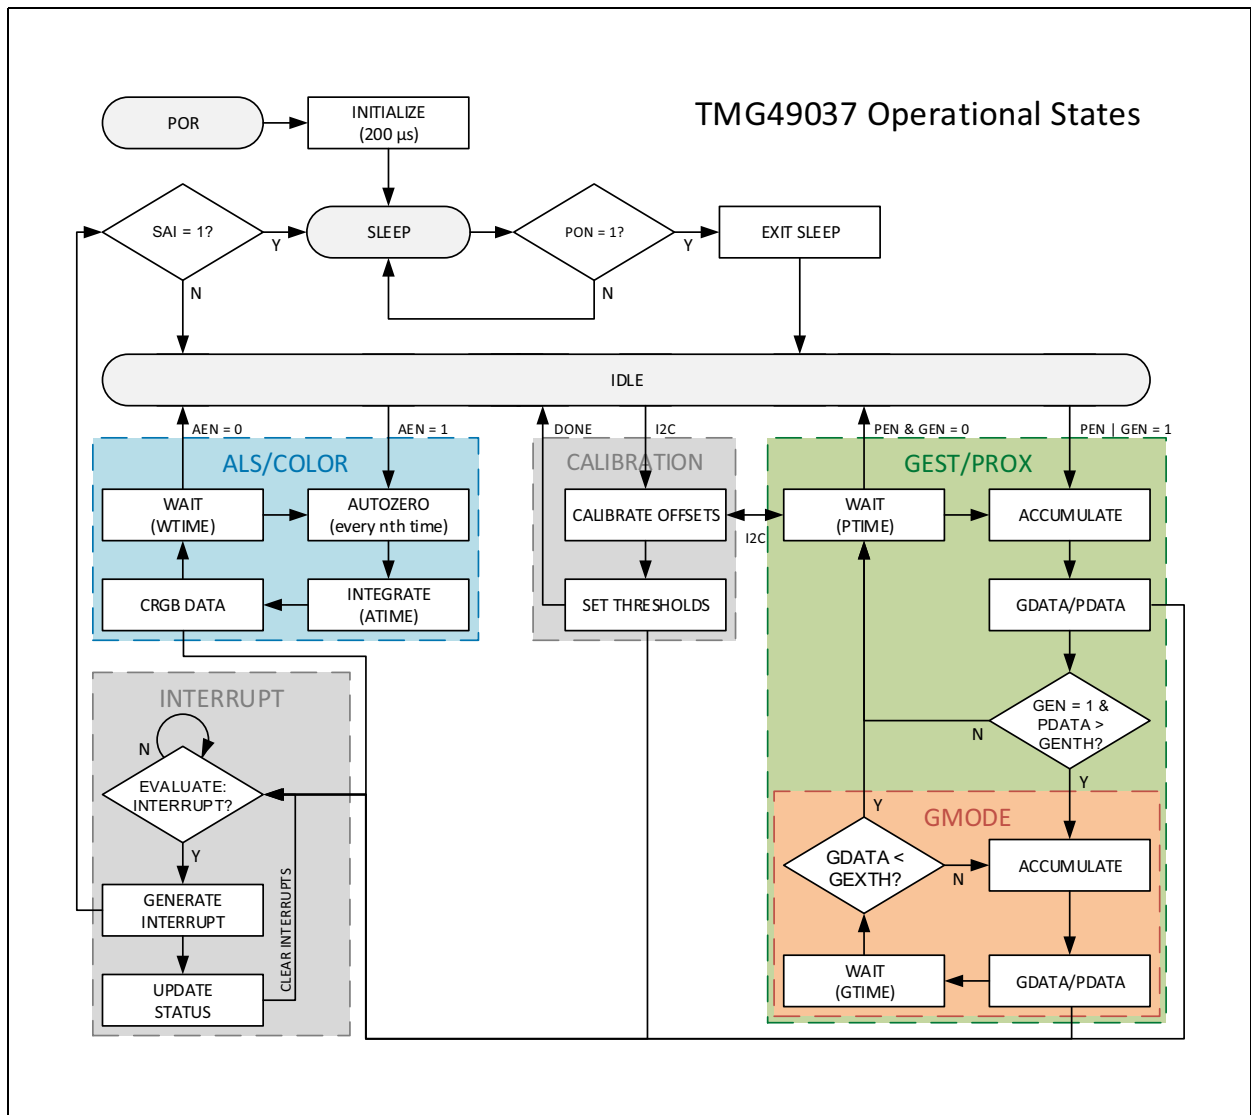 TMG49037 Operational States
POR
INITIALIZE
(200 µs)
SAI = 1?
Y
N
SLEEP
PON = 1?
Y
N
EXIT SLEEP
IDLE
AEN = 0
AEN = 1
DONE
I2C
PEN & GEN = 0
PEN | GEN = 1
ALS/COLOR
WAIT
(WTIME)
AUTOZERO
(every nth time)
CRGB DATA
INTEGRATE
(ATIME)
CALIBRATION
CALIBRATE OFFSETS
I2C
SET THRESHOLDS
GEST/PROX
WAIT
(PTIME)
ACCUMULATE
GDATA/PDATA
GEN = 1 &
PDATA >
GENTH?
N
Y
INTERRUPT
N
EVALUATE:
INTERRUPT?
Y
GENERATE
INTERRUPT
UPDATE
STATUS
CLEAR INTERRUPTS
GMODE
Y
GDATA <
GEXTH?
N
ACCUMULATE
WAIT
(GTIME)
GDATA/PDATA